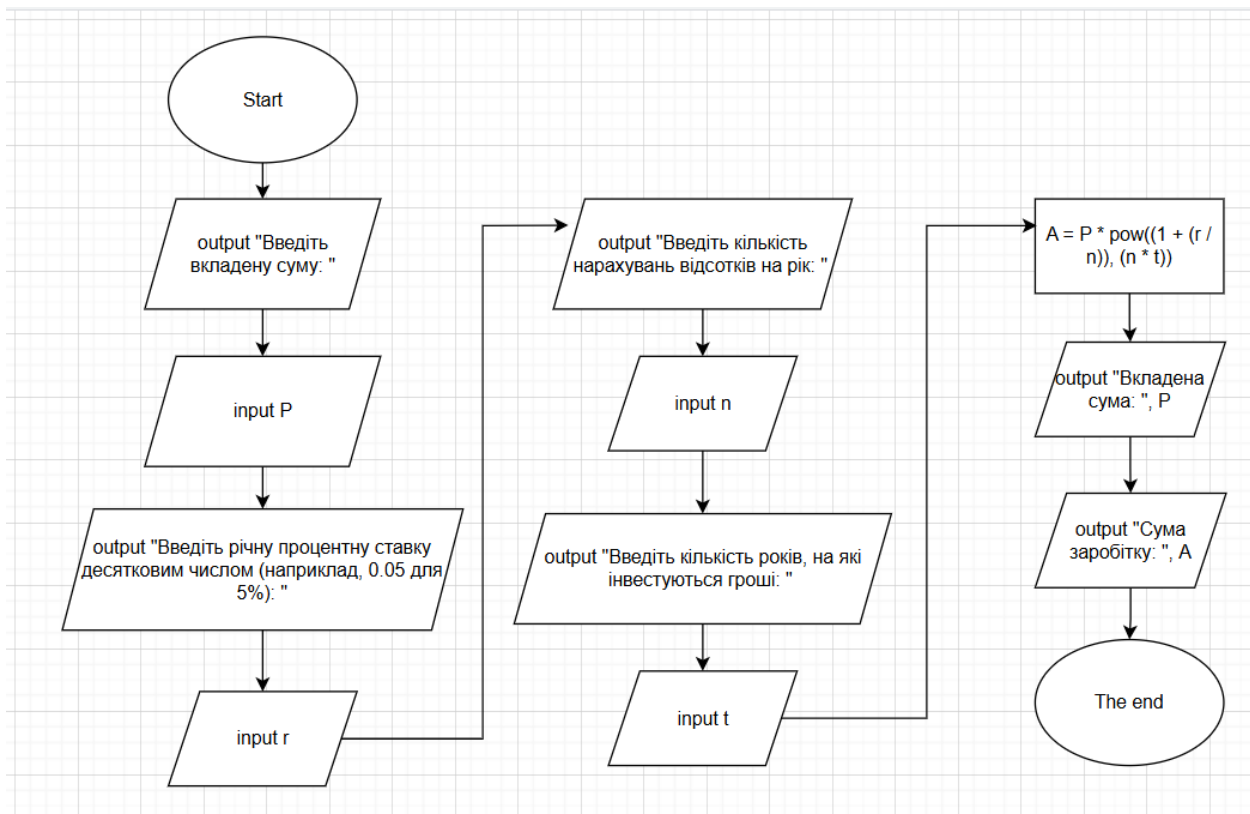 Start
output "Введіть
вкладену суму: "
input P
output "Введіть річну процентну ставку
десятковим числом (наприклад, 0.05 для
5%): "
input r
output "Введіть кількість
нарахувань відсотків на рік: "
input n
output "Введіть кількість років, на які
інвестуються гроші: "
input t
A = P * pow((1 + (r /
n)), (n * t))
output "Вкладена
сума: ", P
output "Сума
заробітку: ", A
The end